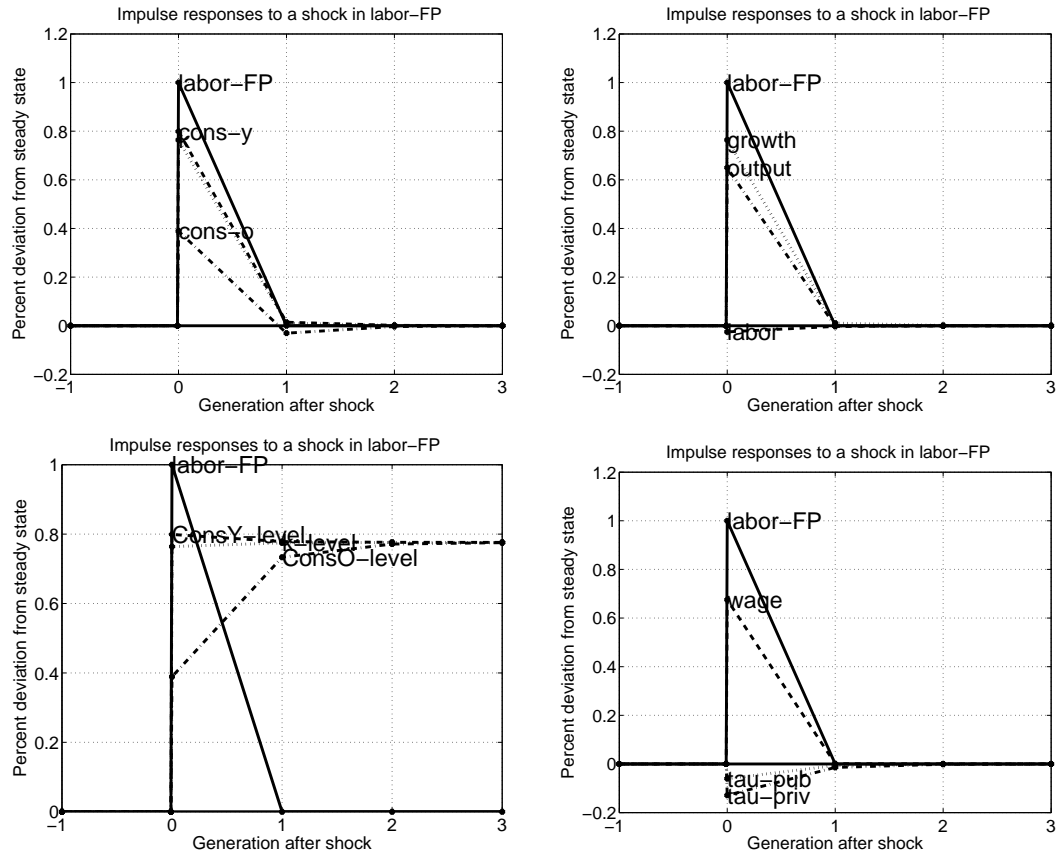 Impulse responses to a shock in labor−FP
Percent deviation from steady state
1.2
1
0.8
0.6
0.4
0.2
0
−0.2
labor−FP
cons−y
cons−o
−1 0 1 2 3
Generation after shock
Impulse responses to a shock in labor−FP
Percent deviation from steady state
1.2
1
0.8
0.6
0.4
0.2
0
−0.2
labor−FP
growth
output
labor
−1 0 1 2 3
Generation after shock
Impulse responses to a shock in labor−FP
Percent deviation from steady state
1
0.8
0.6
0.4
0.2
0
labor−FP
ConsY−level
K−level
ConsO−level
−1 0 1 2 3
Generation after shock
Impulse responses to a shock in labor−FP
Percent deviation from steady state
1.2
1
0.8
0.6
0.4
0.2
0
−0.2
labor−FP
wage
tau−pub
tau−priv
−1 0 1 2 3
Generation after shock